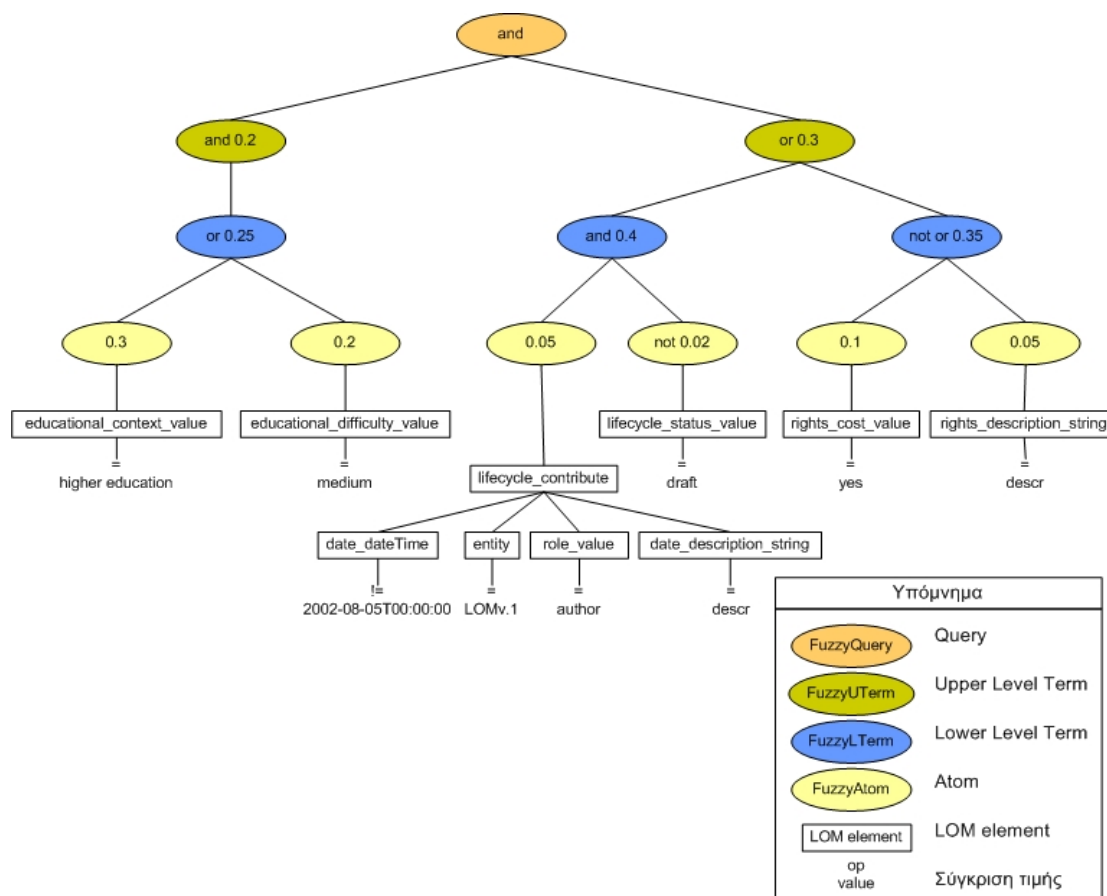 and
and 0.2
or 0.3
or 0.25
and 0.4
not or 0.35
0.3
0.2
0.05
not 0.02
0.1
0.05
educational_context_value
educational_difficulty_value
lifecycle_status_value
rights_cost_value
rights_description_string
=
=
=
=
=
higher education
medium
lifecycle_contribute
draft
yes
descr
date_dateTime
entity
role_value
date_description_string
!=
=
=
=
2002-08-05T00:00:00
LOMv.1
author
descr
Υπόμνημα
FuzzyQuery
Query
FuzzyUTerm
Upper Level Term
FuzzyLTerm
Lower Level Term
FuzzyAtom
Atom
LOM element
LOM element
op
value
Σύγκριση τιμής